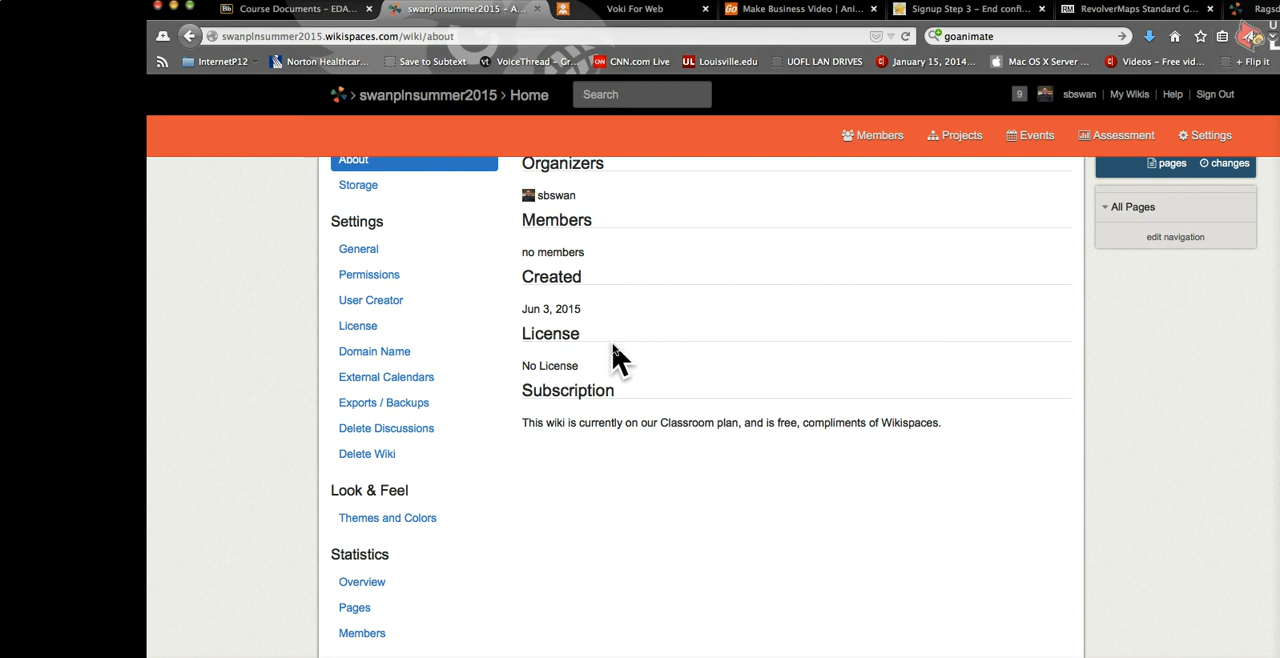 Course Documents – EDA... × swanplnsummer2015 – A... × Voki For Web × Make Business Video | Ani... × Signup Step 3 – End confi... × RM RevolverMaps Standard G... × Ragsd
swanplnsummer2015.wikispaces.com/wiki/about goanimate
InternetP12 Norton Healthcar... Save to Subtext VoiceThread – Gr... CNN.com Live UL Louisville.edu UOFL LAN DRIVES January 15, 2014... Mac OS X Server ... Videos – Free vid... + Flip it
> swanplnsummer2015 > Home Search 9 sbswan | My Wikis | Help | Sign Out
Members Projects Events Assessment Settings
About
Storage
Settings
General
Permissions
User Creator
License
Domain Name
External Calendars
Exports / Backups
Delete Discussions
Delete Wiki
Look & Feel
Themes and Colors
Statistics
Overview
Pages
Members
Organizers
sbswan
Members
no members
Created
Jun 3, 2015
License
No License
Subscription
This wiki is currently on our Classroom plan, and is free, compliments of Wikispaces.
pages changes
All Pages
edit navigation